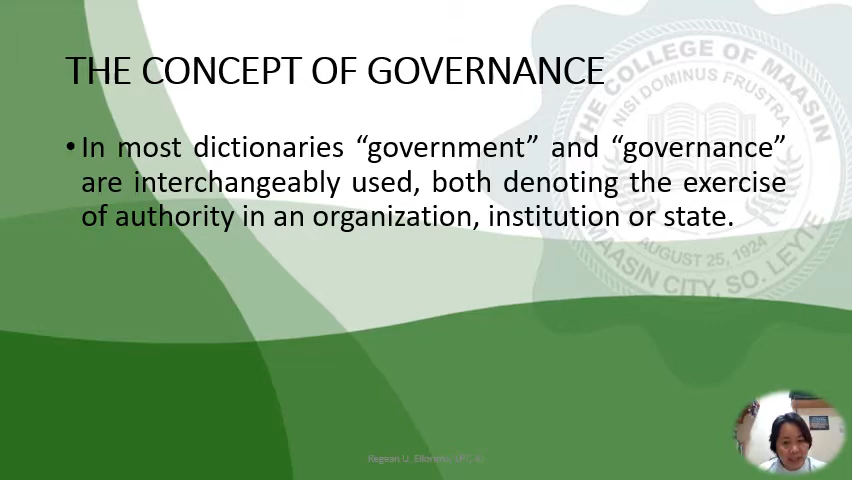 THE CONCEPT OF GOVERNANCE
• In most dictionaries “government” and “governance”
are interchangeably used, both denoting the exercise
of authority in an organization, institution or state.
THE COLLEGE OF MAASIN
NISI DOMINUS FRUSTRA
AUGUST 25, 1924
MAASIN CITY, SO. LEYTE
Regean U.